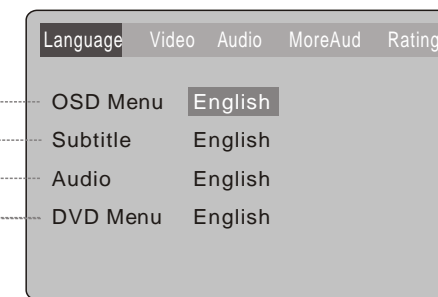 Language Video Audio MoreAud Rating
OSD Menu English
Subtitle English
Audio English
DVD Menu English